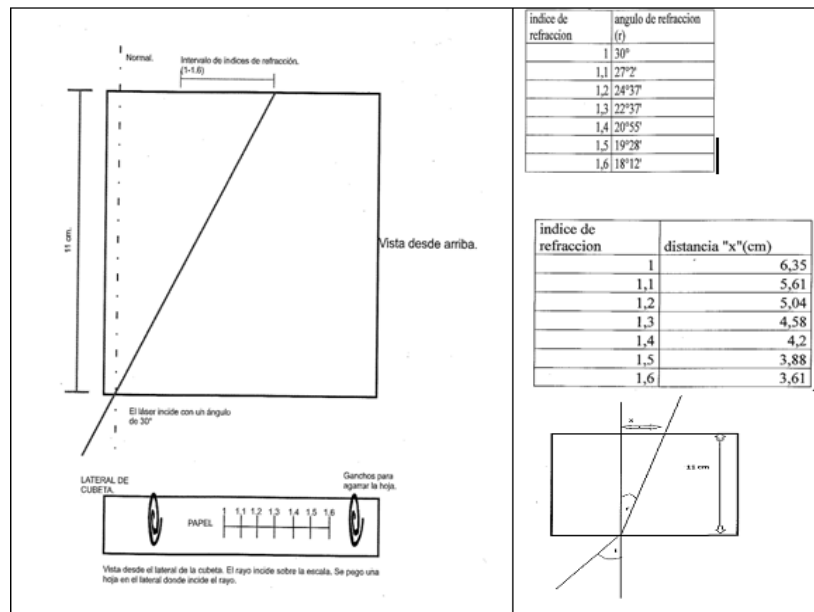 Normal.
Intervalo de índices de refracción.
(1-1.6)
11 cm.
Vista desde arriba.
El láser incide con un ángulo
de 30°
LATERAL DE
CUBETA.
Ganchos para
agarrar la hoja.
PAPEL
1 1,1 1,2 1,3 1,4 1,5 1,6
Vista desde el lateral de la cubeta. El rayo incide sobre la escala. Se pego una
hoja en el lateral donde incide el rayo.
indice de
refraccion
angulo de refraccion
(r)
1 30°
1,1 27°2'
1,2 24°37'
1,3 22°37'
1,4 20°55'
1,5 19°28'
1,6 18°12'
indice de
refraccion
distancia "x"(cm)
1 6,35
1,1 5,61
1,2 5,04
1,3 4,58
1,4 4,2
1,5 3,88
1,6 3,61
x
11 cm
r
i